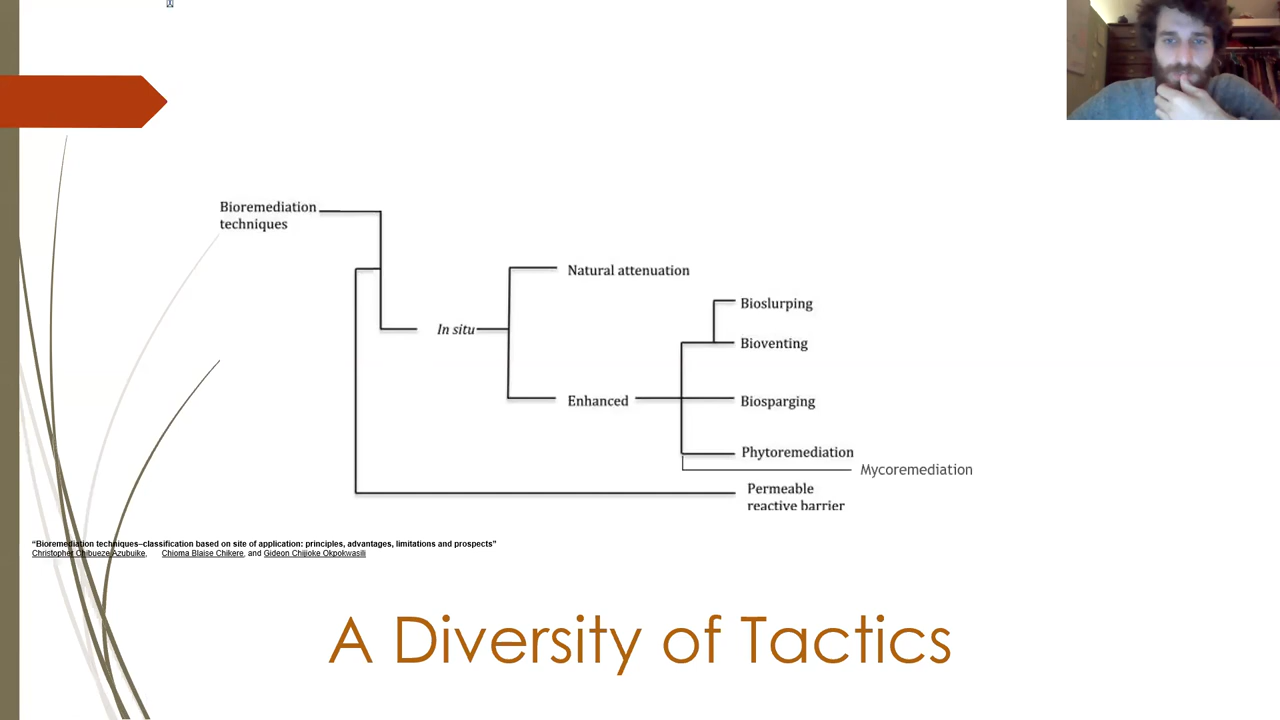 Bioremediation
techniques
Natural attenuation
Bioslurping
In situ
Bioventing
Enhanced
Biosparging
Phytoremediation
Mycoremediation
Permeable
reactive barrier
“Bioremediation techniques–classification based on site of application: principles, advantages, limitations and prospects”
Christopher Chibueze Azubuike, Chioma Blaise Chikere, and Gideon Chijioke Okpokwasili
A Diversity of Tactics